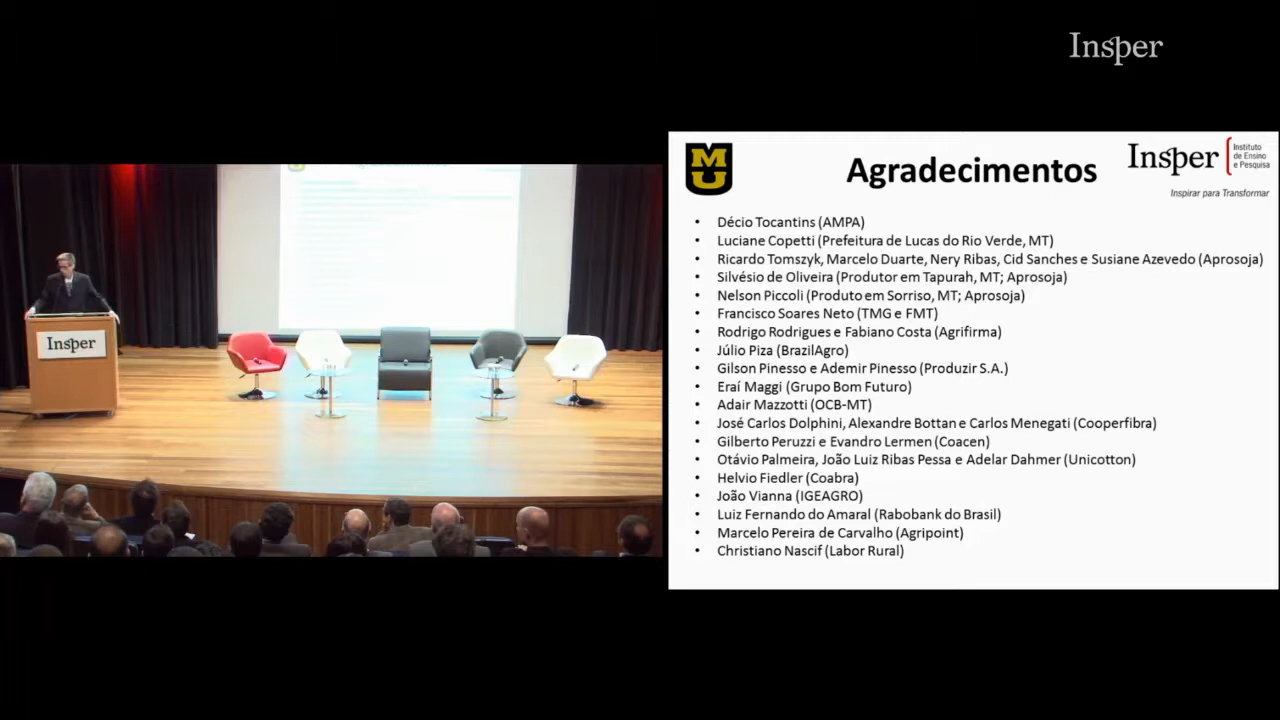 Insper
Insper
MU
Agradecimentos
Insper
Instituto
de Ensino
e Pesquisa
Inspirar para Transformar
• Décio Tocantins (AMPA)
• Luciane Copetti (Prefeitura de Lucas do Rio Verde, MT)
• Ricardo Tomszyk, Marcelo Duarte, Nery Ribas, Cid Sanches e Susiane Azevedo (Aprosoja)
• Silvésio de Oliveira (Produtor em Tapurah, MT; Aprosoja)
• Nelson Piccoli (Produto em Sorriso, MT; Aprosoja)
• Francisco Soares Neto (TMG e FMT)
• Rodrigo Rodrigues e Fabiano Costa (Agrifirma)
• Júlio Piza (BrazilAgro)
• Gilson Pinesso e Ademir Pinesso (Produzir S.A.)
• Eraí Maggi (Grupo Bom Futuro)
• Adair Mazzotti (OCB-MT)
• José Carlos Dolphini, Alexandre Bottan e Carlos Menegati (Cooperfibra)
• Gilberto Peruzzi e Evandro Lermen (Coacen)
• Otávio Palmeira, João Luiz Ribas Pessa e Adelar Dahmer (Unicotton)
• Helvio Fiedler (Coabra)
• João Vianna (IGEAGRO)
• Luiz Fernando do Amaral (Rabobank do Brasil)
• Marcelo Pereira de Carvalho (Agripoint)
• Christiano Nascif (Labor Rural)